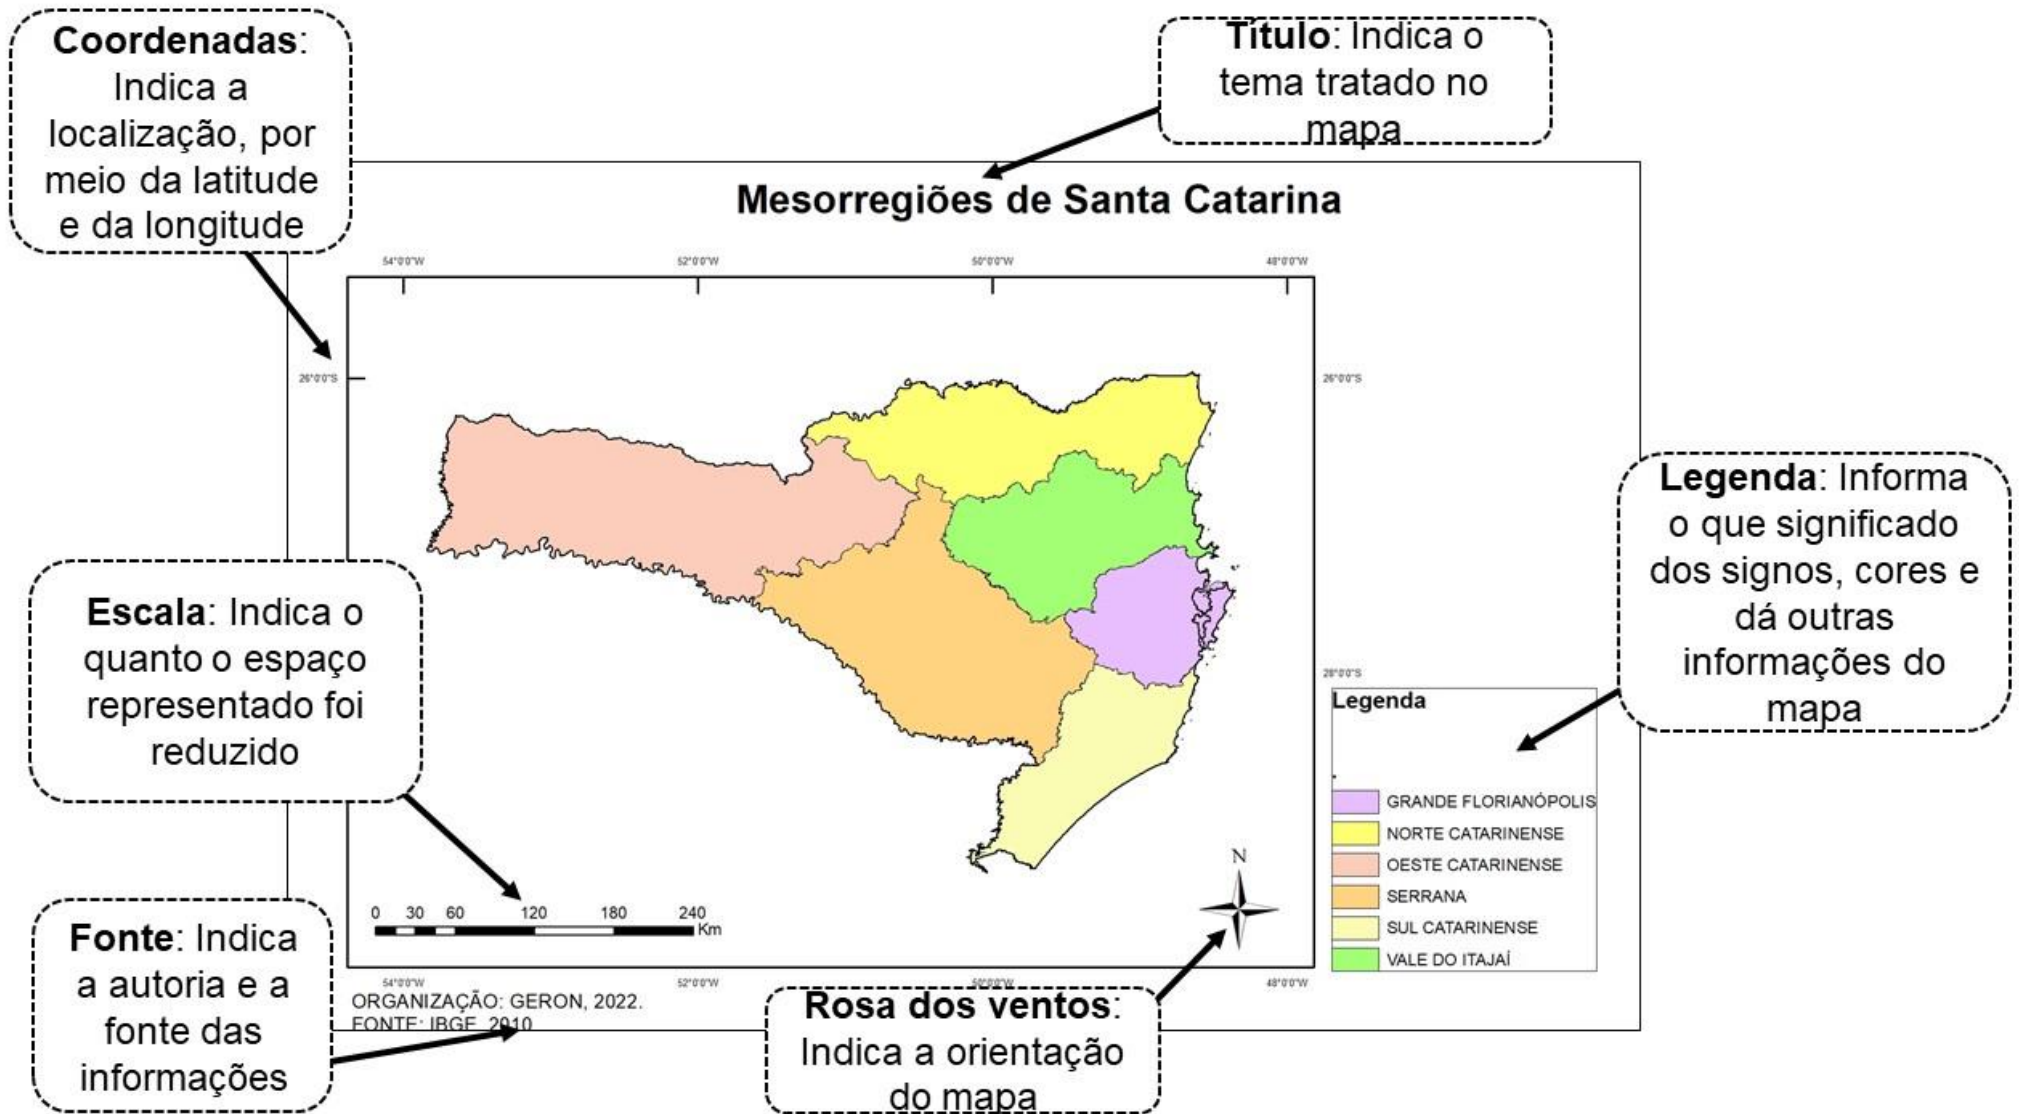 Coordenadas:
Indica a
localização, por
meio da latitude
e da longitude
Título: Indica o
tema tratado no
mapa
Mesorregiões de Santa Catarina
54°0'0"W
52°0'0"W
50°0'0"W
48°0'0"W
26°0'0"S
26°0'0"S
Legenda: Informa
o que significado
dos signos, cores e
dá outras
informações do
mapa
Escala: Indica o
quanto o espaço
representado foi
reduzido
28°0'0"S
Legenda
GRANDE FLORIANÓPOLIS
NORTE CATARINENSE
OESTE CATARINENSE
SERRANA
SUL CATARINENSE
VALE DO ITAJAÍ
N
0 30 60 120 180 240
Km
Fonte: Indica
a autoria e a
fonte das
informações
54°0'0"W
52°0'0"W
50°0'0"W
48°0'0"W
ORGANIZAÇÃO: GERON, 2022.
FONTE: IBGE, 2010
Rosa dos ventos:
Indica a orientação
do mapa